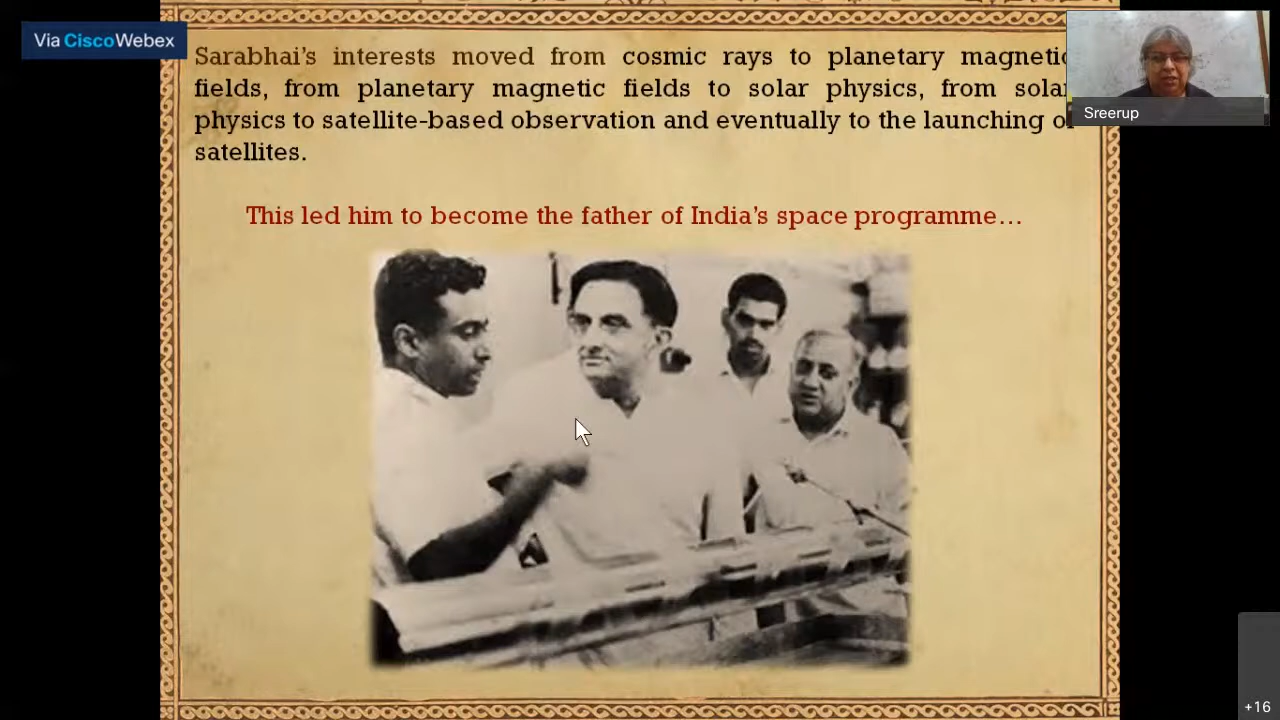 Via CiscoWebex
Sarabhai's interests moved from cosmic rays to planetary magnetic
fields, from planetary magnetic fields to solar physics, from solar
physics to satellite-based observation and eventually to the launching of
satellites.
This led him to become the father of India's space programme...
Sreerup
+16